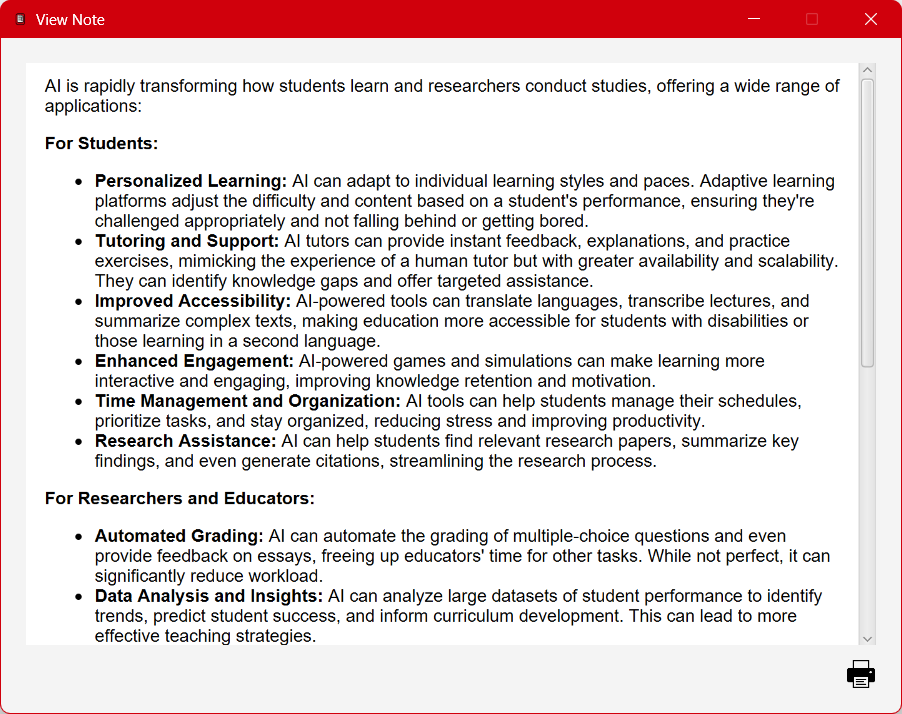 View Note
AI is rapidly transforming how students learn and researchers conduct studies, offering a wide range of
applications:
For Students:
• Personalized Learning: AI can adapt to individual learning styles and paces. Adaptive learning
platforms adjust the difficulty and content based on a student's performance, ensuring they're
challenged appropriately and not falling behind or getting bored.
• Tutoring and Support: AI tutors can provide instant feedback, explanations, and practice
exercises, mimicking the experience of a human tutor but with greater availability and scalability.
They can identify knowledge gaps and offer targeted assistance.
• Improved Accessibility: AI-powered tools can translate languages, transcribe lectures, and
summarize complex texts, making education more accessible for students with disabilities or
those learning in a second language.
• Enhanced Engagement: AI-powered games and simulations can make learning more
interactive and engaging, improving knowledge retention and motivation.
• Time Management and Organization: AI tools can help students manage their schedules,
prioritize tasks, and stay organized, reducing stress and improving productivity.
• Research Assistance: AI can help students find relevant research papers, summarize key
findings, and even generate citations, streamlining the research process.
For Researchers and Educators:
• Automated Grading: AI can automate the grading of multiple-choice questions and even
provide feedback on essays, freeing up educators' time for other tasks. While not perfect, it can
significantly reduce workload.
• Data Analysis and Insights: AI can analyze large datasets of student performance to identify
trends, predict student success, and inform curriculum development. This can lead to more
effective teaching strategies.